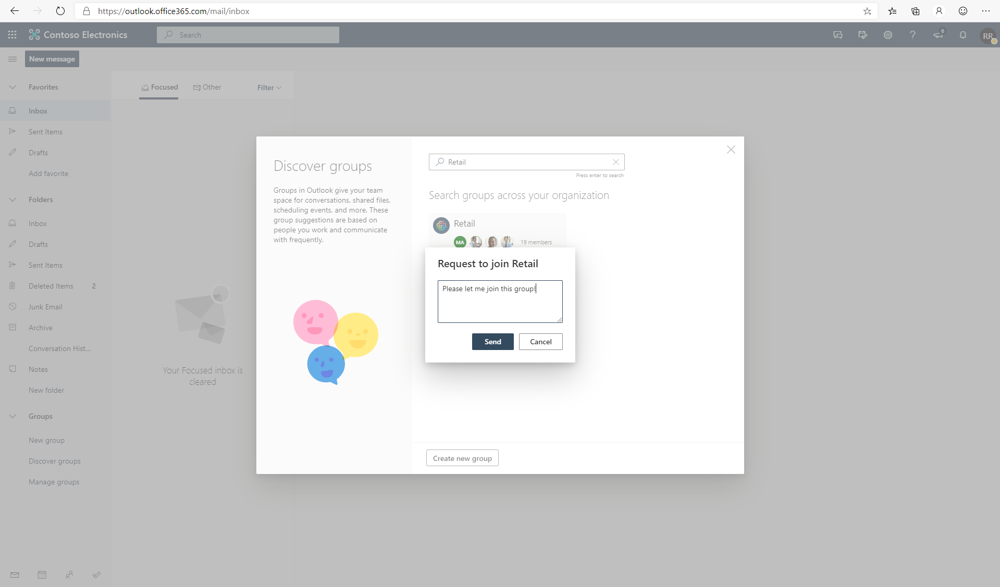 https://outlook.office365.com/mail/inbox
Contoso Electronics
Search
6
RR
New message
Favorites
Inbox
Sent Items
Drafts
Add favorite
Folders
Inbox
Drafts
Sent Items
Deleted Items 2
Junk Email
Archive
Conversation Hist...
Notes
New folder
Groups
New group
Discover groups
Manage groups
Focused
Other
Filter
Your Focused inbox is
cleared
Discover groups
Groups in Outlook give your team
space for conversations, shared files,
scheduling events, and more. These
group suggestions are based on
people you work and communicate
with frequently.
Retail
Press enter to search
Search groups across your organization
Retail
MA
19 members
Request to join Retail
Please let me join this group!
Send
Cancel
Create new group